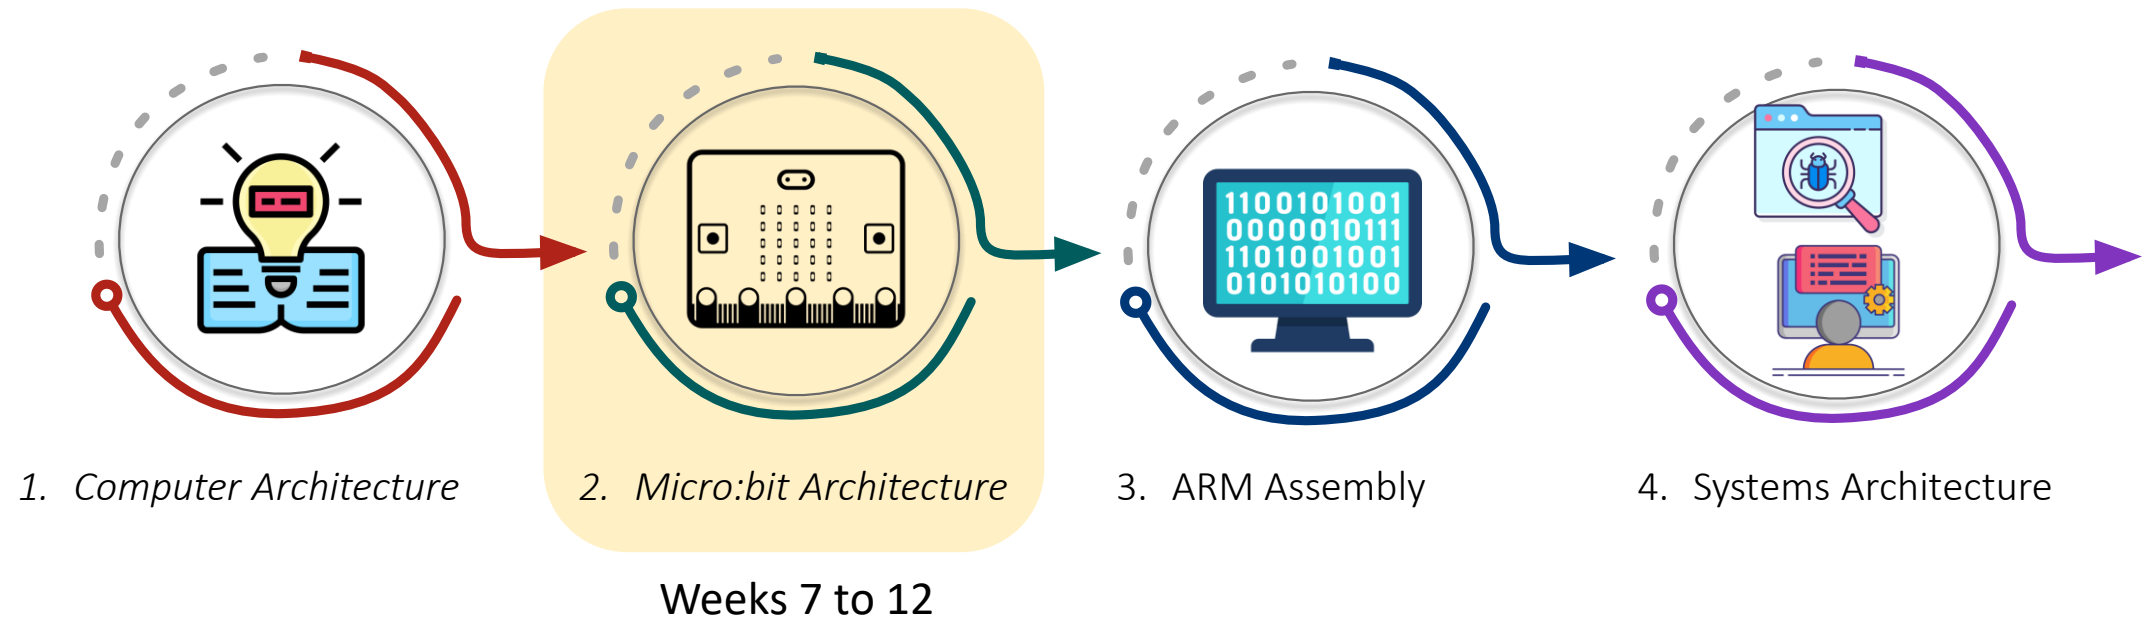 1100101001
0000010111
1101001001
0101010100
1. Computer Architecture
2. Micro:bit Architecture
3. ARM Assembly
4. Systems Architecture
Weeks 7 to 12